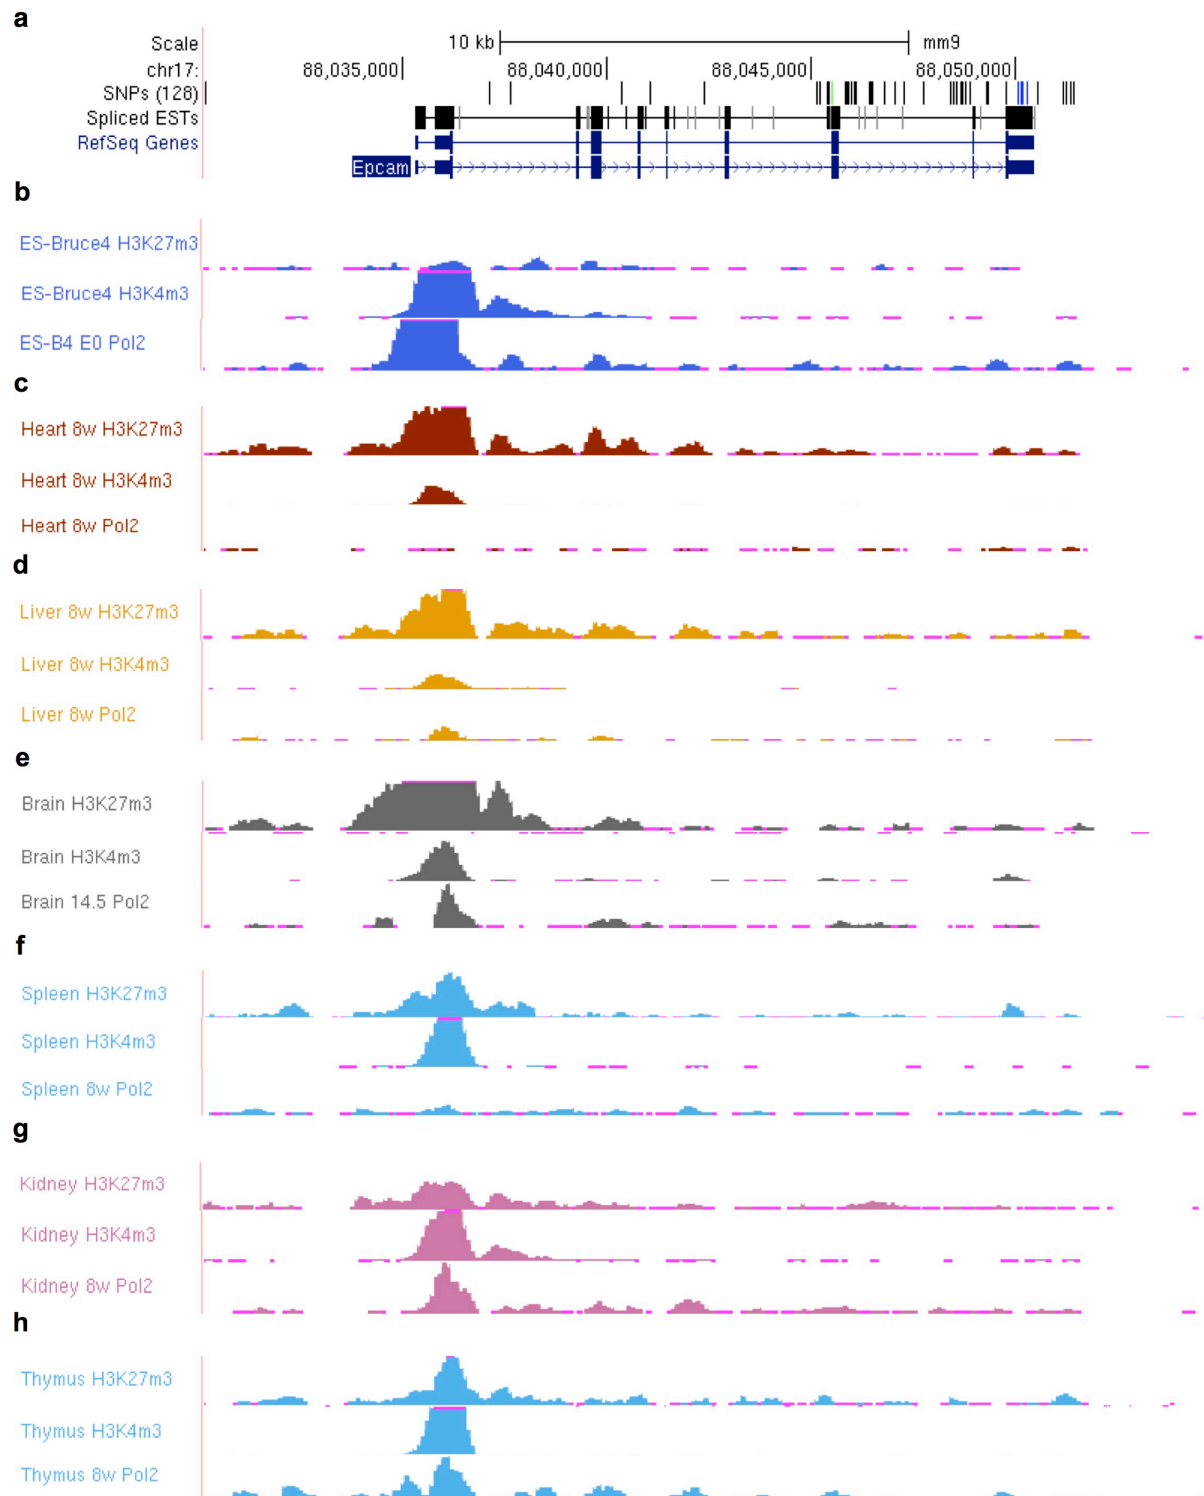 a
Scale 10 kb mm9
chr17: 88,035,000 88,040,000 88,045,000 88,050,000
SNPs (128)
Spliced ESTs
RefSeq Genes
Epcam
b
ES-Bruce4 H3K27m3
ES-Bruce4 H3K4m3
ES-B4 E0 Pol2
c
Heart 8w H3K27m3
Heart 8w H3K4m3
Heart 8w Pol2
d
Liver 8w H3K27m3
Liver 8w H3K4m3
Liver 8w Pol2
e
Brain H3K27m3
Brain H3K4m3
Brain 14.5 Pol2
f
Spleen H3K27m3
Spleen H3K4m3
Spleen 8w Pol2
g
Kidney H3K27m3
Kidney H3K4m3
Kidney 8w Pol2
h
Thymus H3K27m3
Thymus H3K4m3
Thymus 8w Pol2